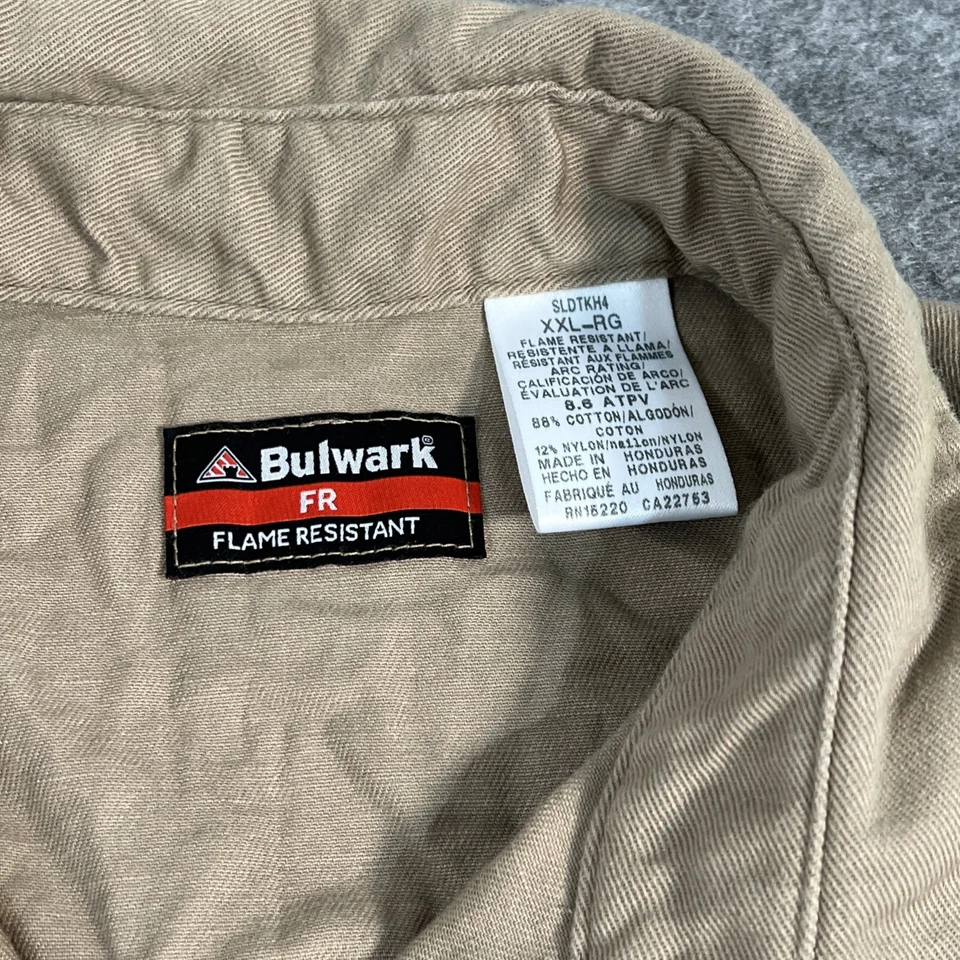 Bulwark®
FR
FLAME RESISTANT
SLDTKH4
XXL-RG
FLAME RESISTANT/
RESISTENTE A LLAMA/
RÉSISTANT AUX FLAMMES
ARC RATING/
CALIFICACIÓN DE ARCO/
ÉVALUATION DE L'ARC
8.6 ATPV
88% COTTON/ALGODÓN/
COTON
12% NYLON/nailon/NYLON
MADE IN HONDURAS
HECHO EN HONDURAS
FABRIQUÉ AU HONDURAS
RN15220 CA22753